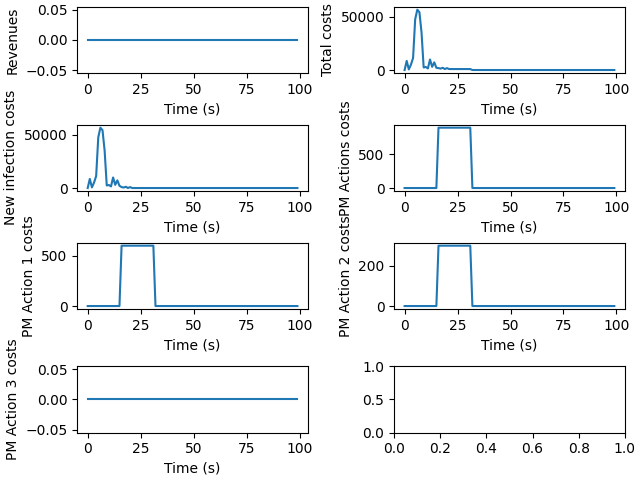 Revenues
0.05
0.00
−0.05
0 25 50 75 100
Time (s)
Total costs
50000
0
0 25 50 75 100
Time (s)
New infection costs
50000
0
0 25 50 75 100
Time (s)
PM Actions costs
500
0
0 25 50 75 100
Time (s)
PM Action 1 costs
500
0
0 25 50 75 100
Time (s)
PM Action 2 costs
200
0
0 25 50 75 100
Time (s)
PM Action 3 costs
0.05
0.00
−0.05
0 25 50 75 100
Time (s)
1.0
0.5
0.0
0.0 0.2 0.4 0.6 0.8 1.0